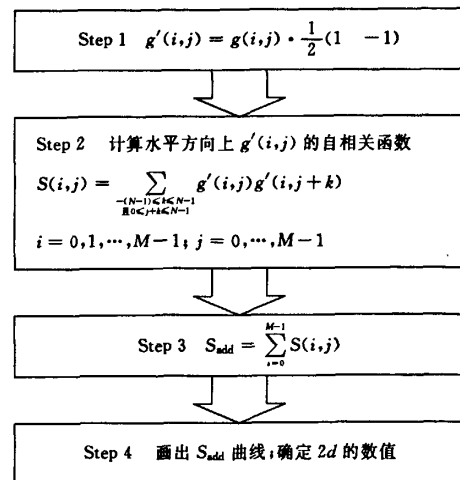 Step 1 g′(i,j) = g(i,j)·1/2(1 −1)
Step 2 计算水平方向上 g′(i,j) 的自相关函数
S(i,j) = ∑ g′(i,j)g′(i,j+k)
−(N−1)≤k≤N−1
且0≤j+k≤N−1
i = 0,1,⋯,M−1; j = 0,⋯,M−1
Step 3 S_add = ∑_{i=0}^{M−1} S(i,j)
Step 4 画出 S_add 曲线;确定 2d 的数值